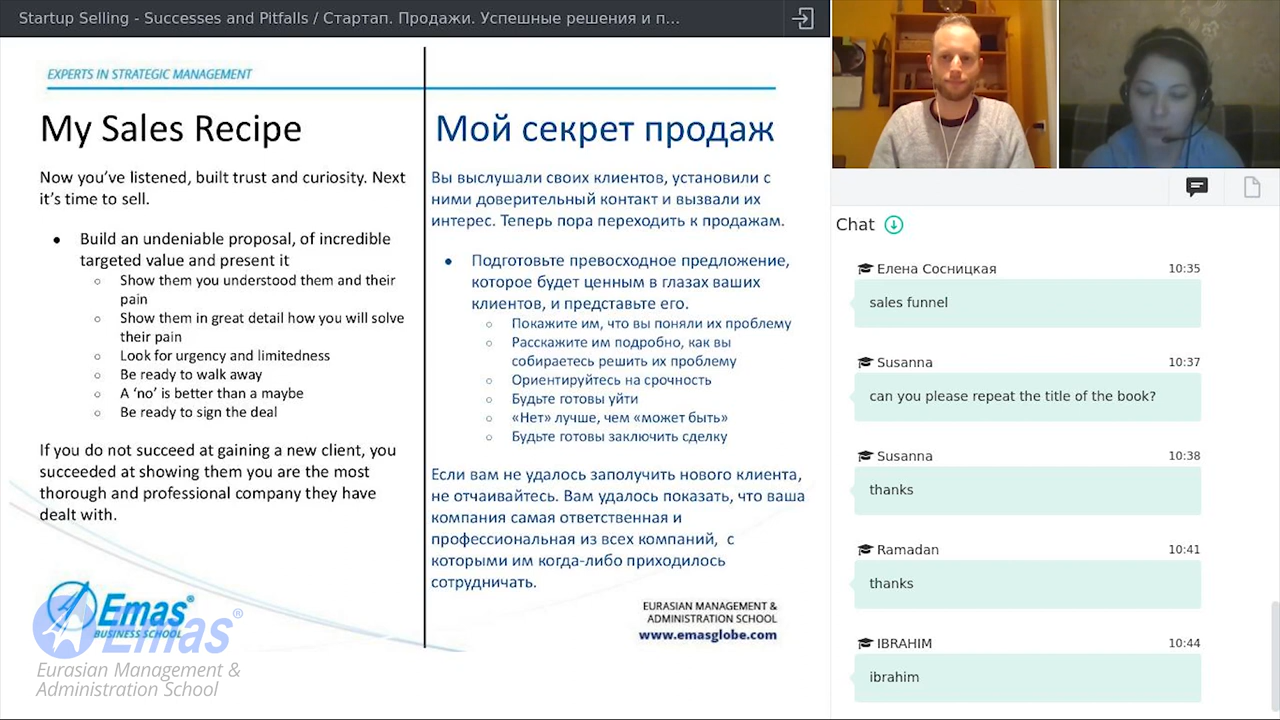 Startup Selling - Successes and Pitfalls / Стартап. Продажи. Успешные решения и п...
EXPERTS IN STRATEGIC MANAGEMENT
My Sales Recipe
Now you've listened, built trust and curiosity. Next
it's time to sell.
● Build an undeniable proposal, of incredible
targeted value and present it
○ Show them you understood them and their
pain
○ Show them in great detail how you will solve
their pain
○ Look for urgency and limitedness
○ Be ready to walk away
○ A 'no' is better than a maybe
○ Be ready to sign the deal
If you do not succeed at gaining a new client, you
succeeded at showing them you are the most
thorough and professional company they have
dealt with.
Мой секрет продаж
Вы выслушали своих клиентов, установили с
ними доверительный контакт и вызвали их
интерес. Теперь пора переходить к продажам.
● Подготовьте превосходное предложение,
которое будет ценным в глазах ваших
клиентов, и представьте его.
○ Покажите им, что вы поняли их проблему
○ Расскажите им подробно, как вы
собираетесь решить их проблему
○ Ориентируйтесь на срочность
○ Будьте готовы уйти
○ «Нет» лучше, чем «может быть»
○ Будьте готовы заключить сделку
Если вам не удалось заполучить нового клиента,
не отчаивайтесь. Вам удалось показать, что ваша
компания самая ответственная и
профессиональная из всех компаний, с
которыми им когда-либо приходилось
сотрудничать.
Emas®
BUSINESS SCHOOL
Emas®
Eurasian Management &
Administration School
EURASIAN MANAGEMENT &
ADMINISTRATION SCHOOL
www.emasglobe.com
Chat
Елена Сосницкая 10:35
sales funnel
Susanna 10:37
can you please repeat the title of the book?
Susanna 10:38
thanks
Ramadan 10:41
thanks
IBRAHIM 10:44
ibrahim